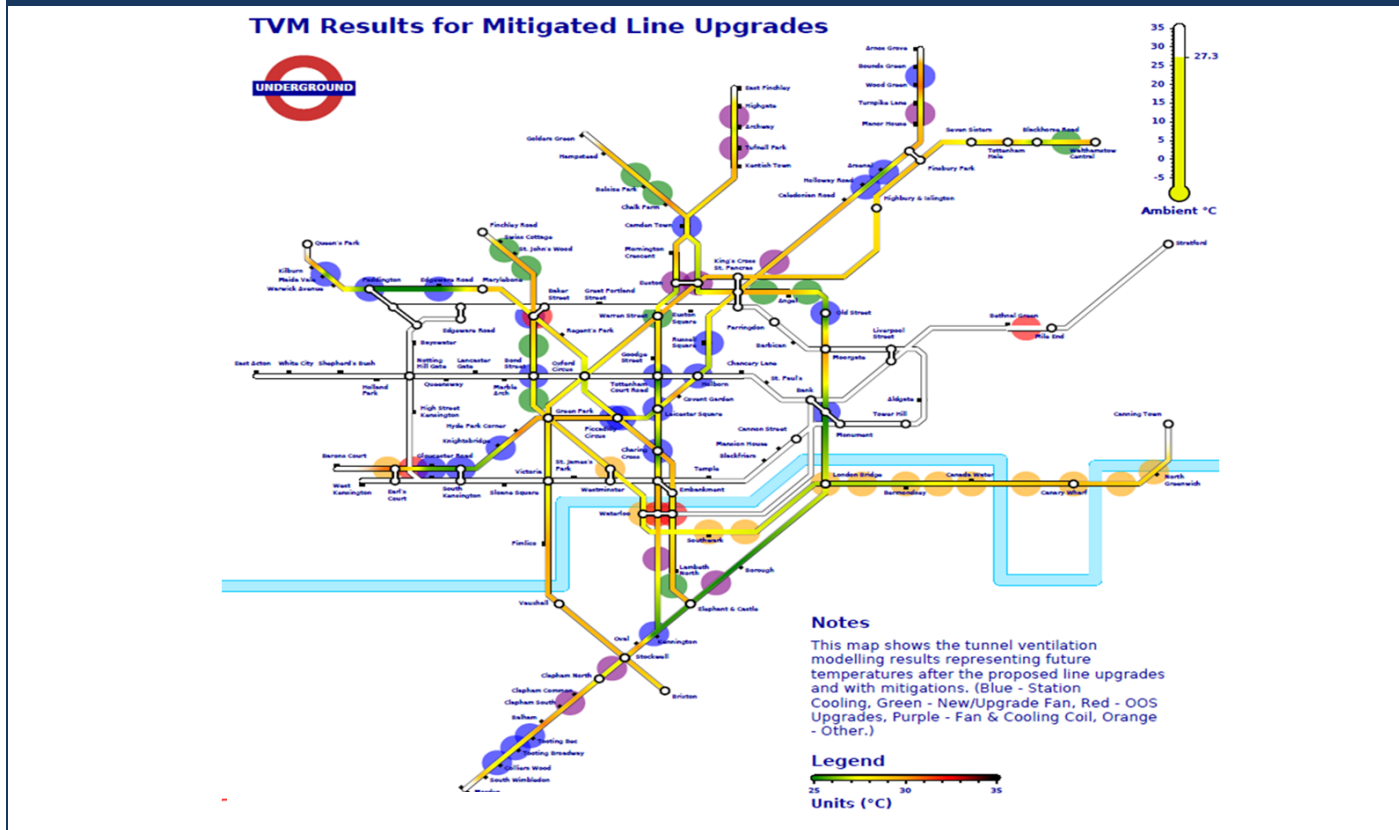 TVM Results for Mitigated Line Upgrades
UNDERGROUND
35
30
25
20
15
10
5
0
-5
27.3
Ambient °C
Arnos Grove
Bounds Green
Wood Green
Turnpike Lane
Manor House
East Finchley
Highgate
Archway
Tufnell Park
Kentish Town
Golders Green
Hampstead
Belsize Park
Chalk Farm
Camden Town
Mornington
Crescent
Seven Sisters
Blackhorse Road
Tottenham
Hale
Walthamstow
Central
Finsbury Park
Arsenal
Holloway Road
Caledonian Road
Highbury & Islington
Finchley Road
Swiss Cottage
St. John's Wood
Queen's Park
Kilburn
Maida Vale
Warwick Avenue
Paddington
Edgeware Road
Marylebone
Baker
Street
Great Portland
Street
Euston
King's Cross
St. Pancras
Angel
Old Street
Stratford
Edgeware Road
Regent's Park
Warren Street
Euston
Square
Farringdon
Barbican
Moorgate
Liverpool
Street
Bethnal Green
Mile End
Bayswater
Goodge
Street
Russell
Square
East Acton
White City
Shepherd's Bush
Notting
Hill Gate
Lancaster
Gate
Bond
Street
Oxford
Circus
Tottenham
Court Road
Holborn
Chancery Lane
St. Paul's
Bank
Holland
Park
Queensway
Marble
Arch
Covent Garden
Aldgate
High Street
Kensington
Green Park
Piccadilly
Circus
Leicester Square
Tower Hill
Monument
Canning Town
Hyde Park Corner
Knightsbridge
Cannon Street
Mansion House
Blackfriars
Charing
Cross
Barons Court
Gloucester Road
Victoria
St. James's
Park
Temple
West
Kensington
Earl's
Court
South
Kensington
Sloane Square
Westminster
Embankment
London Bridge
Bermondsey
Canada Water
Canary Wharf
North
Greenwich
Waterloo
Southwark
Pimlico
Lambeth
North
Borough
Vauxhall
Elephant & Castle
Oval
Kennington
Stockwell
Clapham North
Clapham Common
Clapham South
Brixton
Balham
Tooting Bec
Tooting Broadway
Colliers Wood
South Wimbledon
Notes
This map shows the tunnel ventilation
modelling results representing future
temperatures after the proposed line upgrades
and with mitigations. (Blue - Station
Cooling, Green - New/Upgrade Fan, Red - OOS
Upgrades, Purple - Fan & Cooling Coil, Orange
- Other.)
Legend
25
30
35
Units (°C)